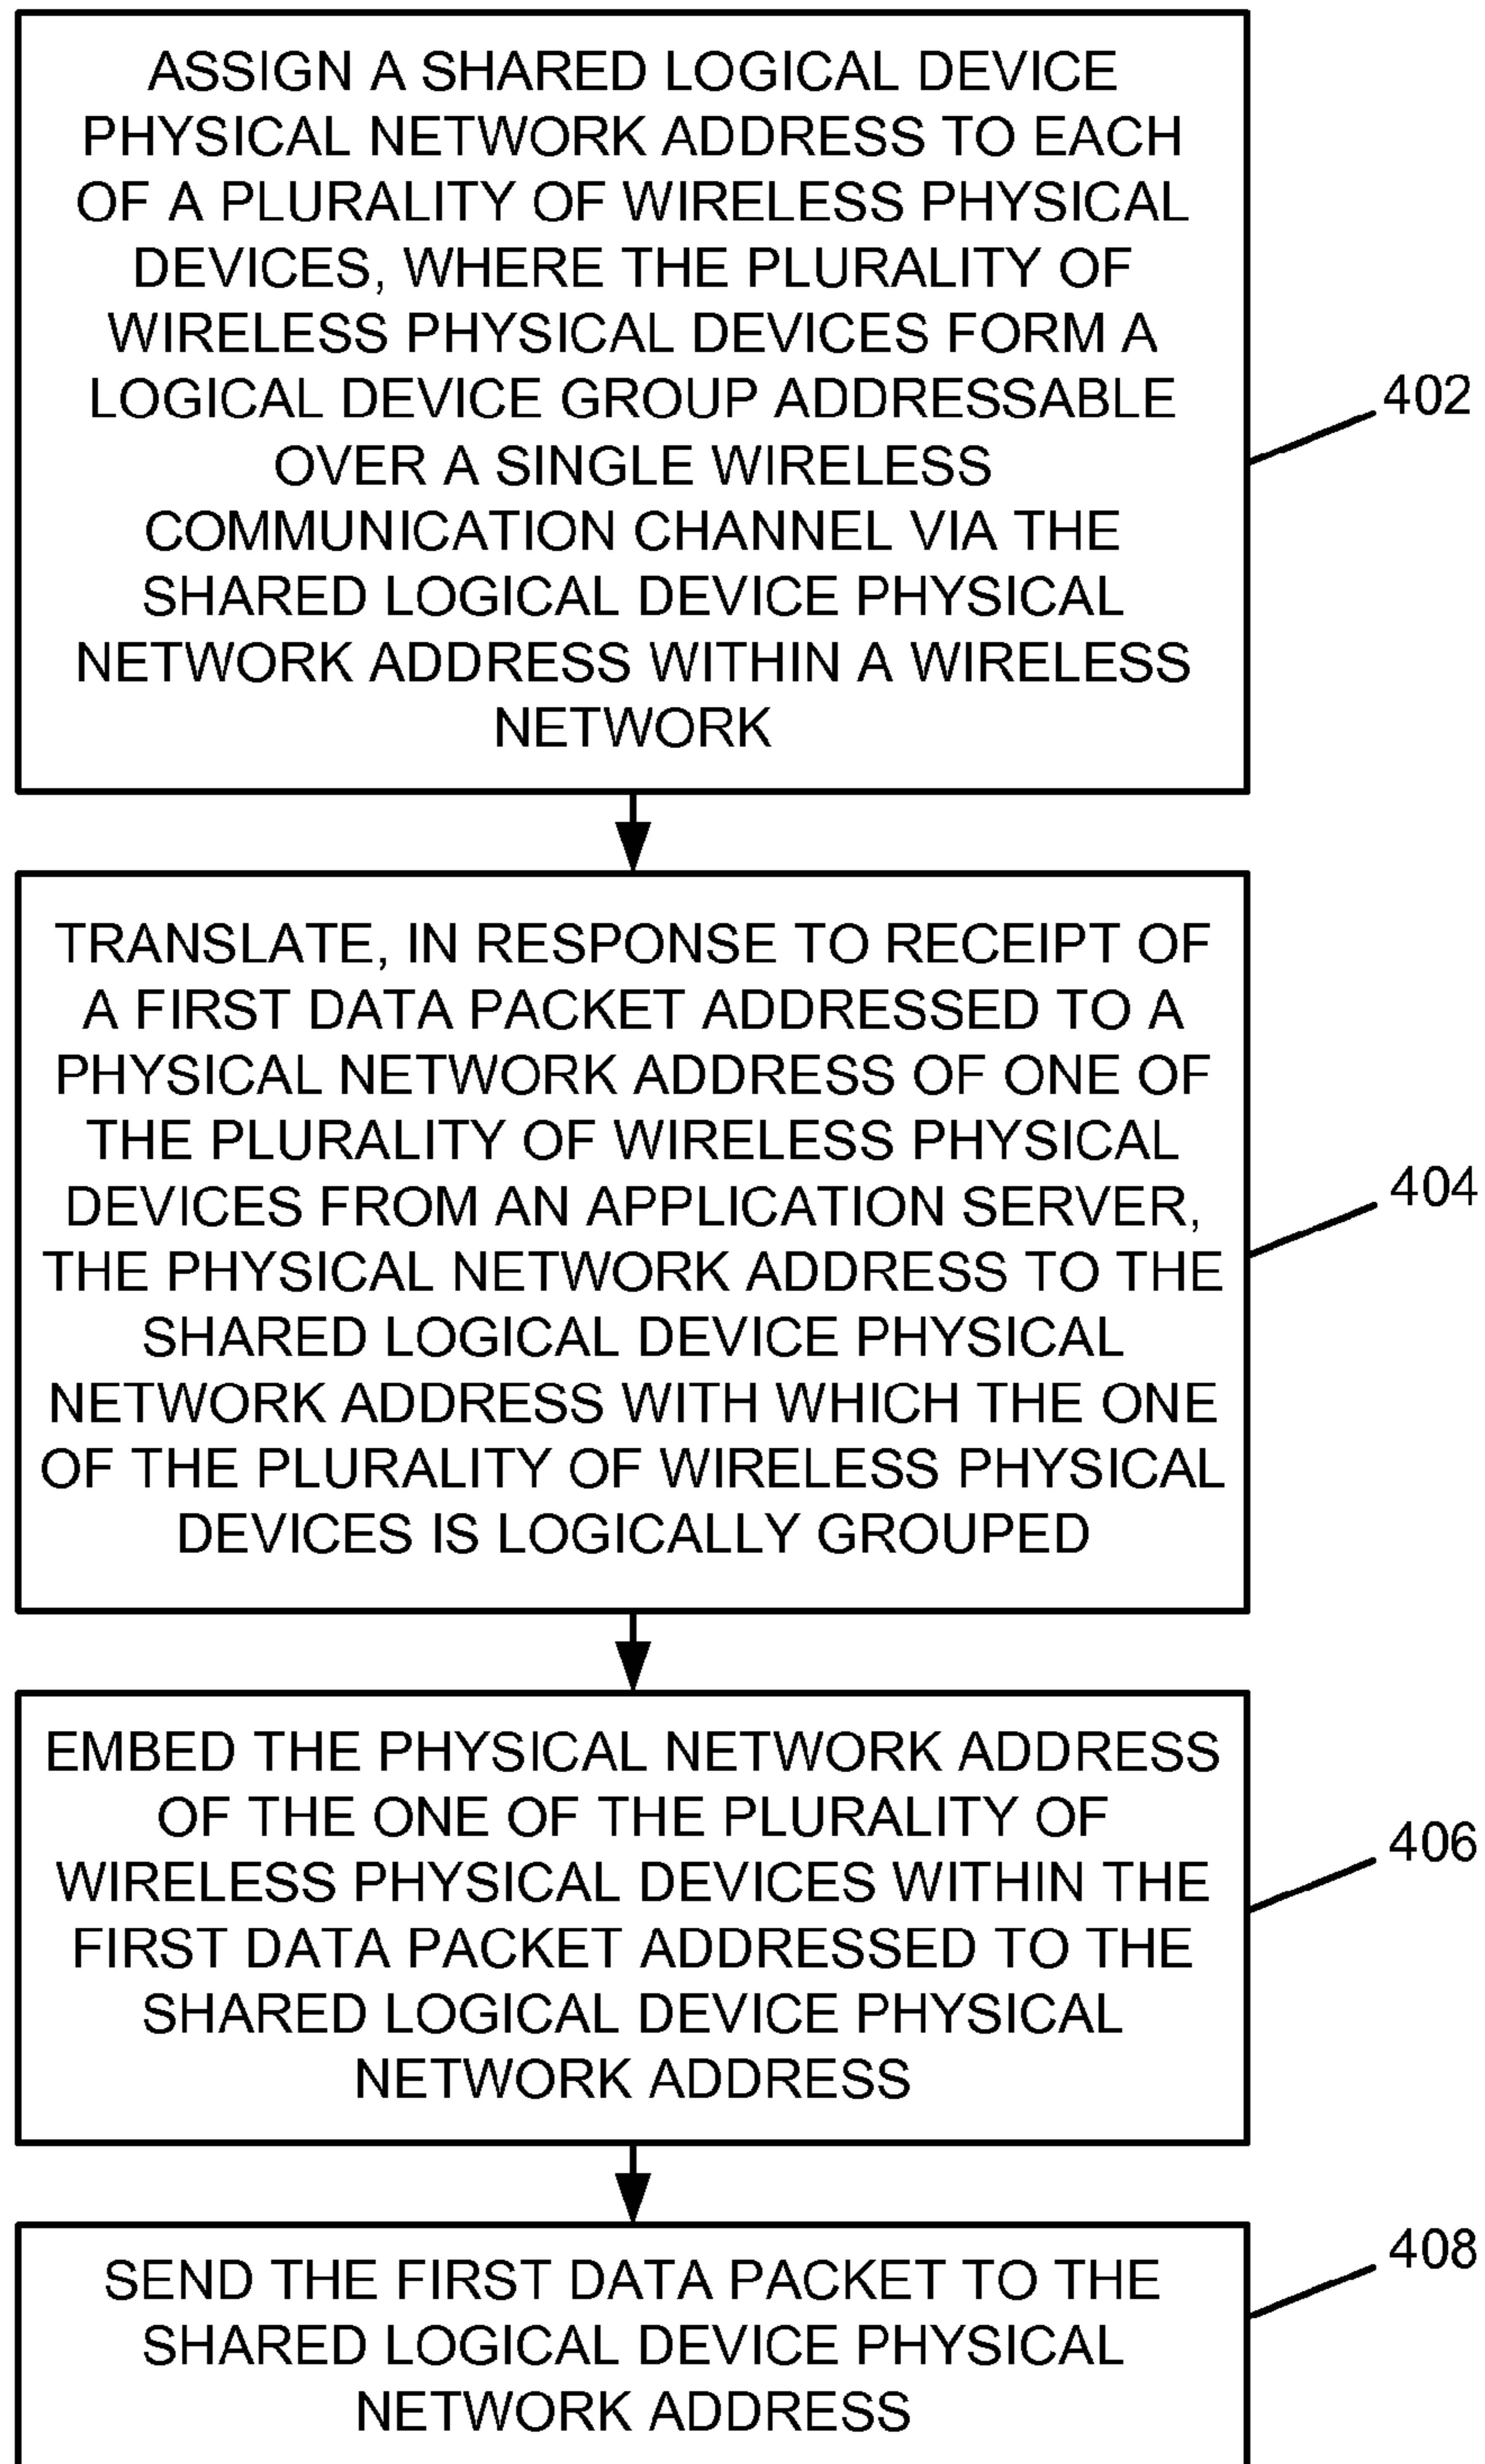 ASSIGN A SHARED LOGICAL DEVICE
PHYSICAL NETWORK ADDRESS TO EACH
OF A PLURALITY OF WIRELESS PHYSICAL
DEVICES, WHERE THE PLURALITY OF
WIRELESS PHYSICAL DEVICES FORM A
LOGICAL DEVICE GROUP ADDRESSABLE
OVER A SINGLE WIRELESS
COMMUNICATION CHANNEL VIA THE
SHARED LOGICAL DEVICE PHYSICAL
NETWORK ADDRESS WITHIN A WIRELESS
NETWORK
402
TRANSLATE, IN RESPONSE TO RECEIPT OF
A FIRST DATA PACKET ADDRESSED TO A
PHYSICAL NETWORK ADDRESS OF ONE OF
THE PLURALITY OF WIRELESS PHYSICAL
DEVICES FROM AN APPLICATION SERVER,
THE PHYSICAL NETWORK ADDRESS TO THE
SHARED LOGICAL DEVICE PHYSICAL
NETWORK ADDRESS WITH WHICH THE ONE
OF THE PLURALITY OF WIRELESS PHYSICAL
DEVICES IS LOGICALLY GROUPED
404
EMBED THE PHYSICAL NETWORK ADDRESS
OF THE ONE OF THE PLURALITY OF
WIRELESS PHYSICAL DEVICES WITHIN THE
FIRST DATA PACKET ADDRESSED TO THE
SHARED LOGICAL DEVICE PHYSICAL
NETWORK ADDRESS
406
SEND THE FIRST DATA PACKET TO THE
SHARED LOGICAL DEVICE PHYSICAL
NETWORK ADDRESS
408